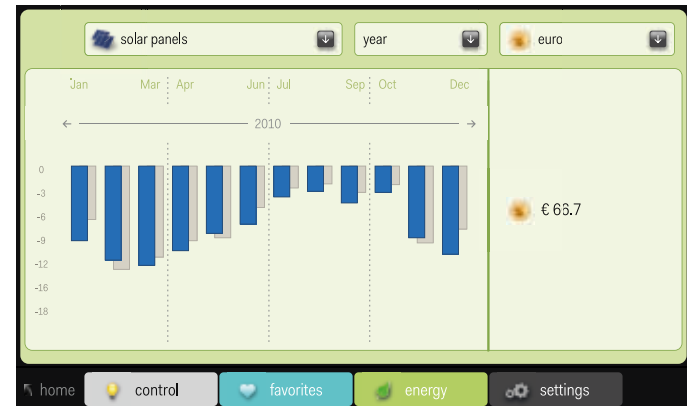 solar panels year euro
Jan Mar Apr Jun Jul Sep Oct Dec
← 2010 →
0
-3
-6
-9
-12
-16
-18
€ 66.7
home control favorites energy settings